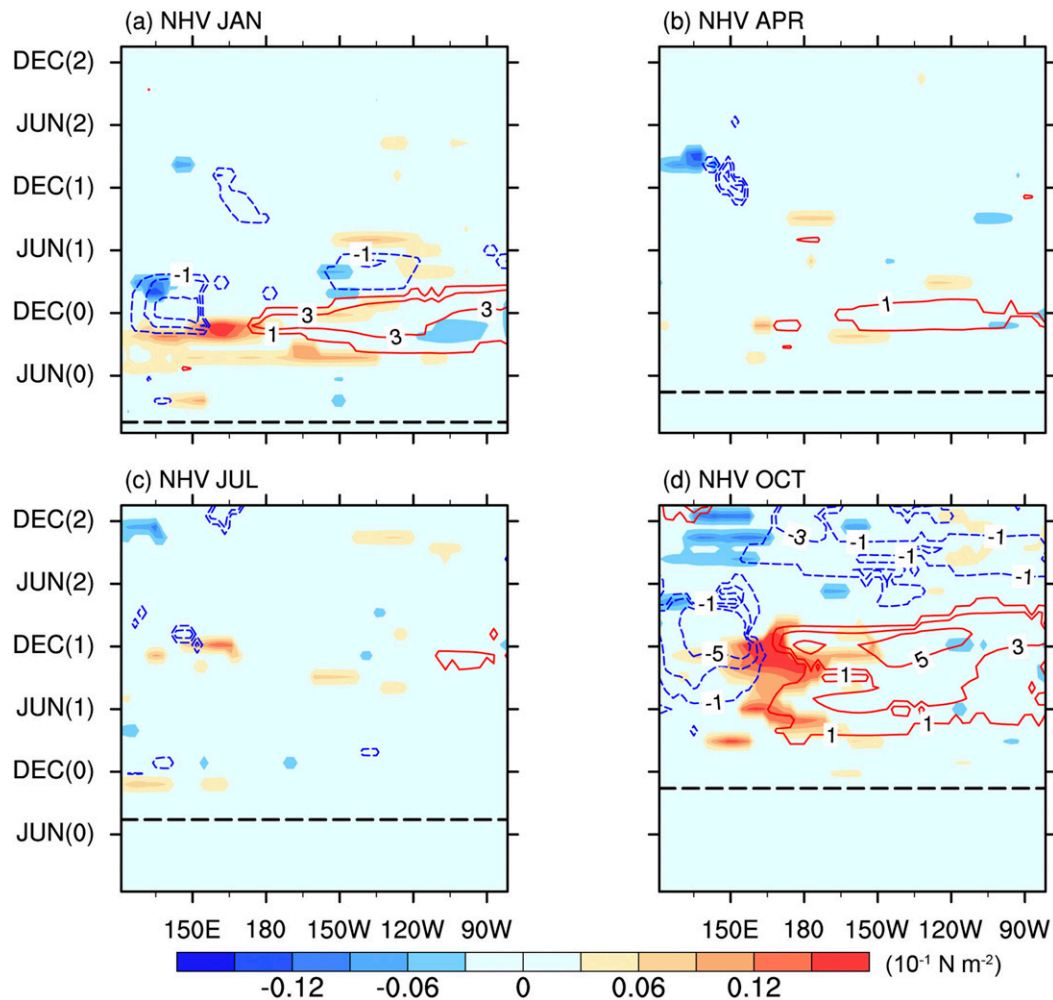 (a) NHV JAN
(b) NHV APR
DEC(2)
JUN(2)
DEC(1)
JUN(1)
DEC(0)
JUN(0)
-1
-1
3
3
3
1
1
(c) NHV JUL
(d) NHV OCT
DEC(2)
JUN(2)
DEC(1)
JUN(1)
DEC(0)
JUN(0)
-3
-1
-1
-1
-1
-1
-1
-5
5
3
1
-1
1
1
150E 180 150W 120W 90W
150E 180 150W 120W 90W
-0.12 -0.06 0 0.06 0.12
(10⁻¹ N m⁻²)